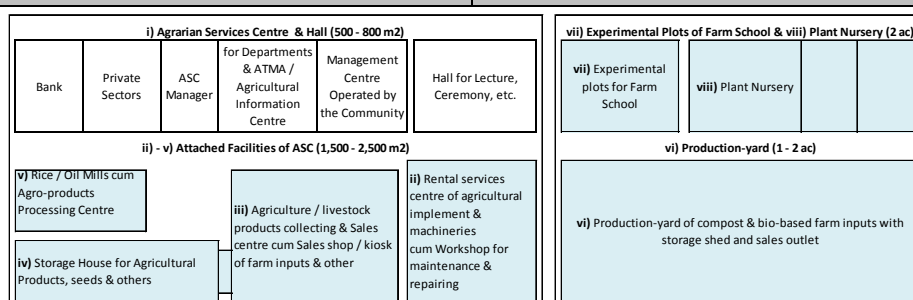 i) Agrarian Services Centre & Hall (500 - 800 m2)
Bank
Private
Sectors
ASC
Manager
for Departments
& ATMA /
Agricultural
Information
Centre
Management
Centre
Operated by
the Community
Hall for Lecture,
Ceremony, etc.
ii) - v) Attached Facilities of ASC (1,500 - 2,500 m2)
v) Rice / Oil Mills cum
Agro-products
Processing Centre
iv) Storage House for Agricultural
Products, seeds & others
iii) Agriculture / livestock
products collecting & Sales
centre cum Sales shop / kiosk
of farm inputs & other
ii) Rental services
centre of agricultural
implement &
machineries
cum Workshop for
maintenance &
repairing
vii) Experimental Plots of Farm School & viii) Plant Nursery (2 ac)
vii) Experimental
plots for Farm
School
viii) Plant Nursery
vi) Production-yard (1 - 2 ac)
vi) Production-yard of compost & bio-based farm inputs with
storage shed and sales outlet